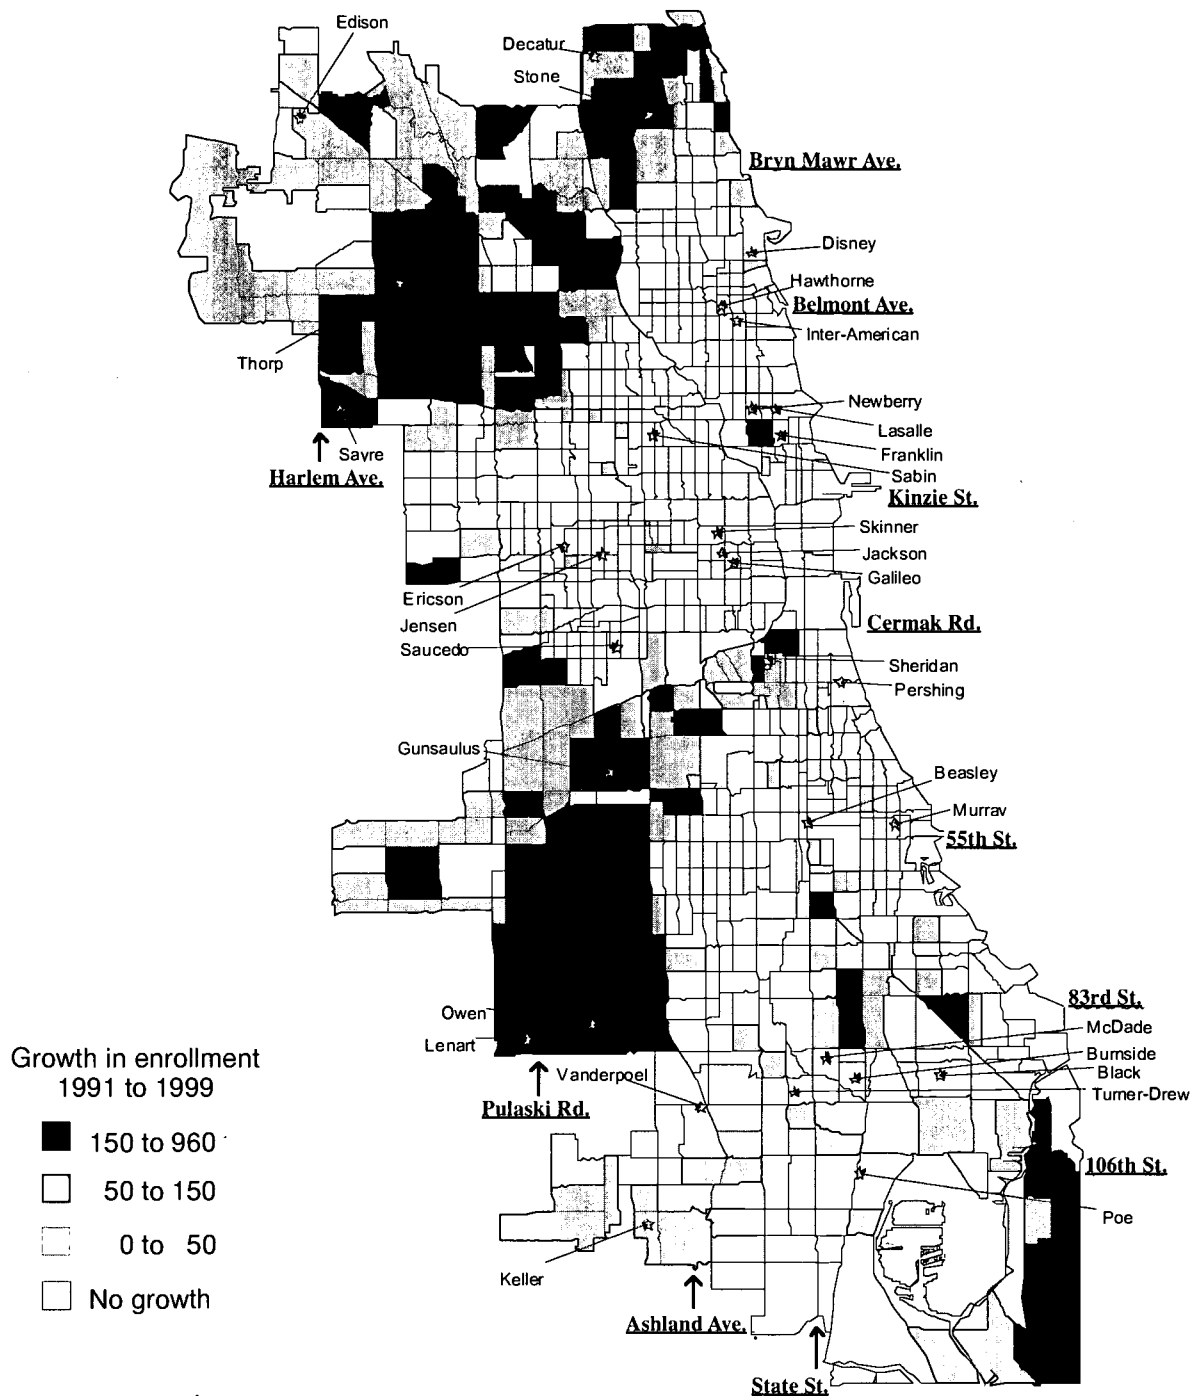 Edison
Decatur
Stone
Bryn Mawr Ave.
Disney
Hawthorne
Belmont Ave.
Inter-American
Thorp
Newberry
Lasalle
Sayre
Franklin
Harlem Ave.
Sabin
Kinzie St.
Skinner
Jackson
Galileo
Ericson
Jensen
Cermak Rd.
Saucedo
Sheridan
Pershing
Gunsaulus
Beasley
Murrav
55th St.
83rd St.
Owen
McDade
Lenart
Burnside
Black
Vanderpoel
Turner-Drew
Pulaski Rd.
106th St.
Poe
Keller
Ashland Ave.
State St.
Growth in enrollment
1991 to 1999
150 to 960
50 to 150
0 to 50
No growth